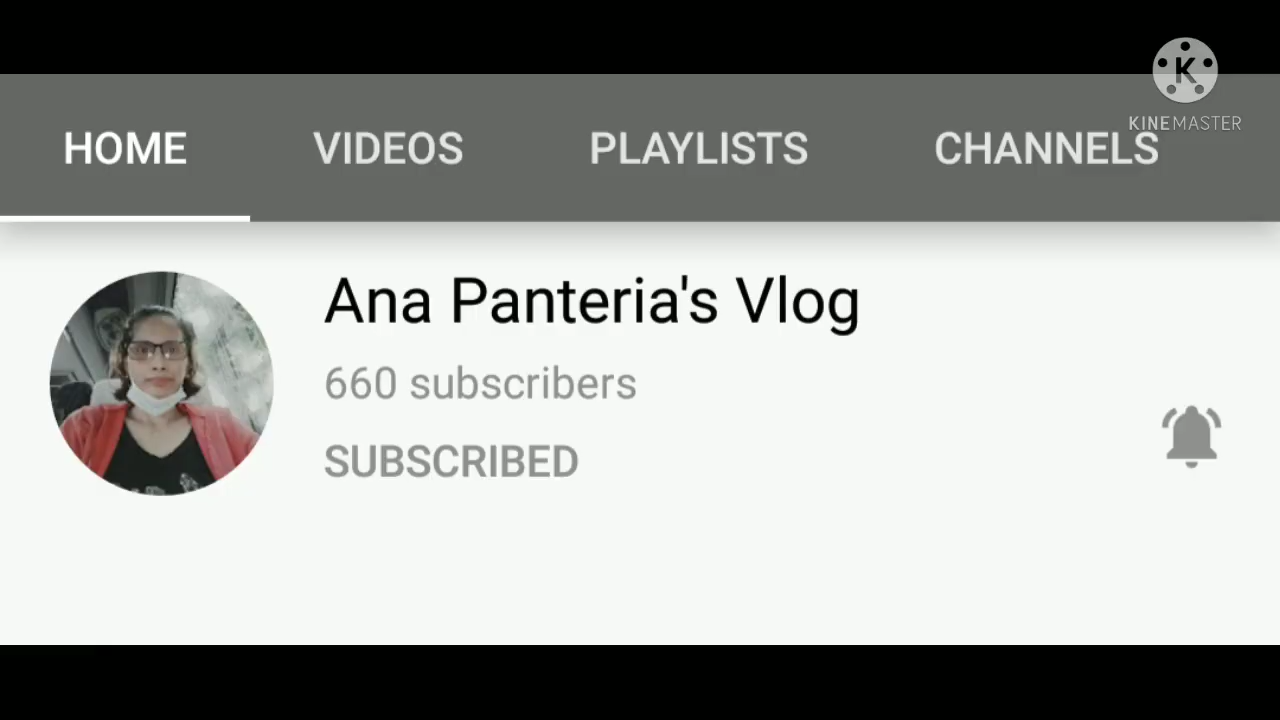 KINEMASTER
HOME VIDEOS PLAYLISTS CHANNELS
Ana Panteria's Vlog
660 subscribers
SUBSCRIBED